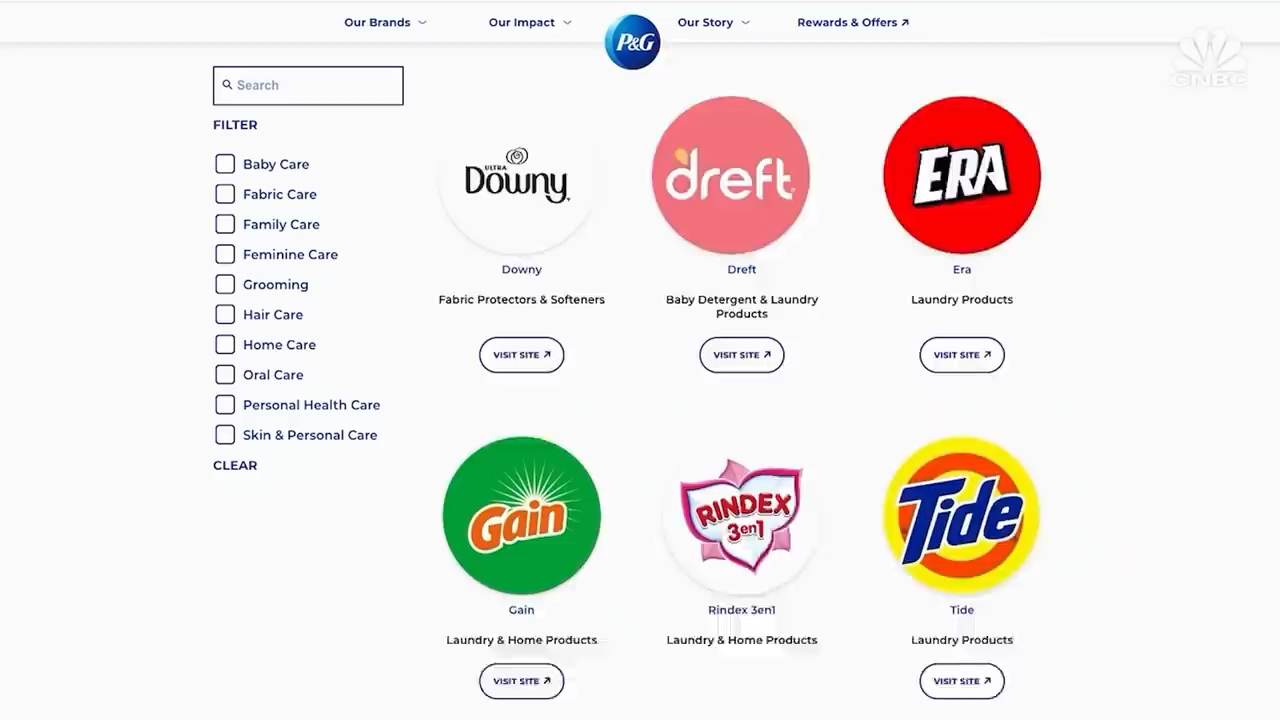 Our Brands
Our Impact
P&G
Our Story
Rewards & Offers
CNBC
Search
FILTER
Baby Care
Fabric Care
Family Care
Feminine Care
Grooming
Hair Care
Home Care
Oral Care
Personal Health Care
Skin & Personal Care
CLEAR
ULTRA
Downy
dreft
ERA
Downy
Dreft
Era
Fabric Protectors & Softeners
Baby Detergent & Laundry
Products
Laundry Products
VISIT SITE
VISIT SITE
VISIT SITE
Gain
RINDEX
3en1
Tide
Gain
Rindex 3en1
Tide
Laundry & Home Products
Laundry & Home Products
Laundry Products
VISIT SITE
VISIT SITE